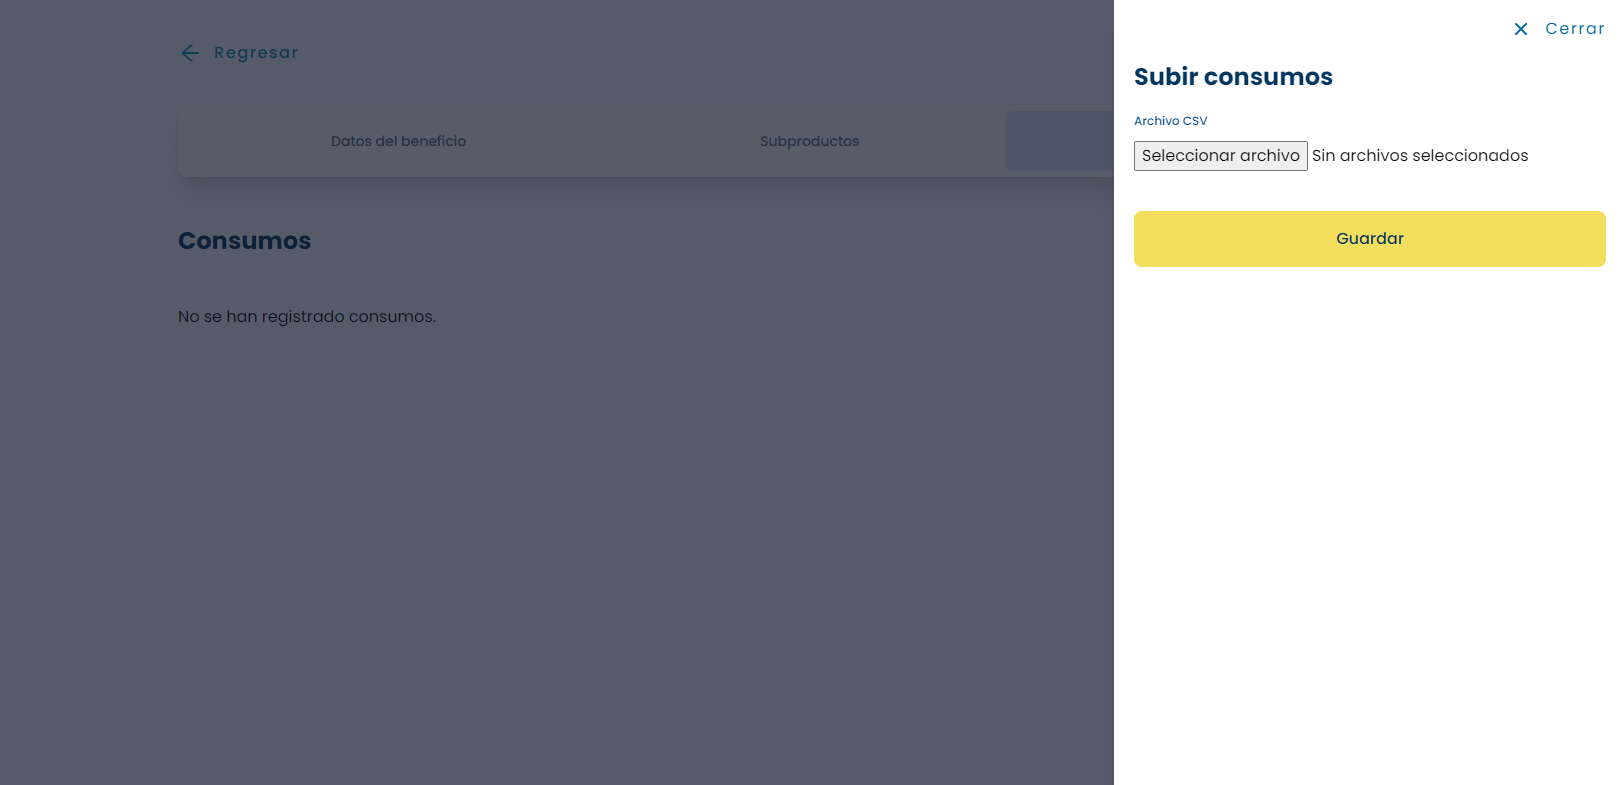 Regresar
Datos del beneficio
Subproductos
Consumos
No se han registrado consumos.
Cerrar
Subir consumos
Archivo CSV
Seleccionar archivo Sin archivos seleccionados
Guardar